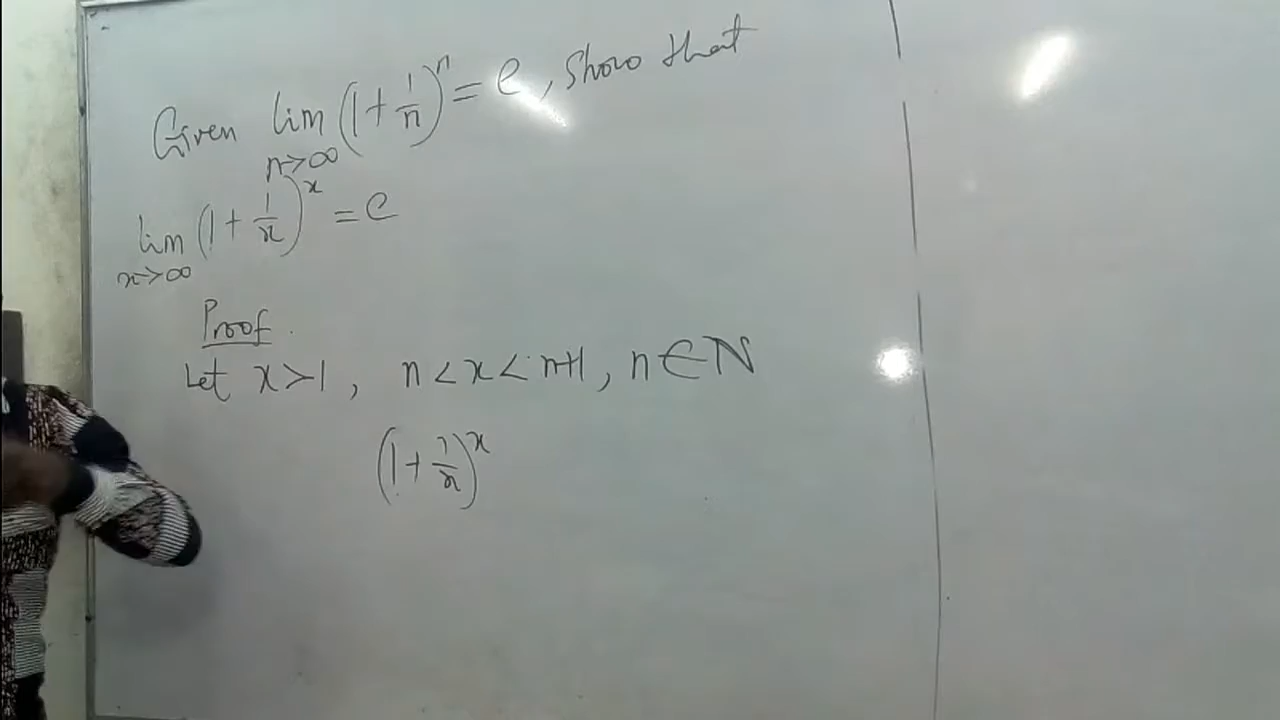 Given lim (1 + 1/n)^n = e, Show that
n→∞
lim (1 + 1/x)^x = e
x→∞
Proof.
Let x>1, n<x<n+1, n∈ℕ
(1 + 1/x)^x